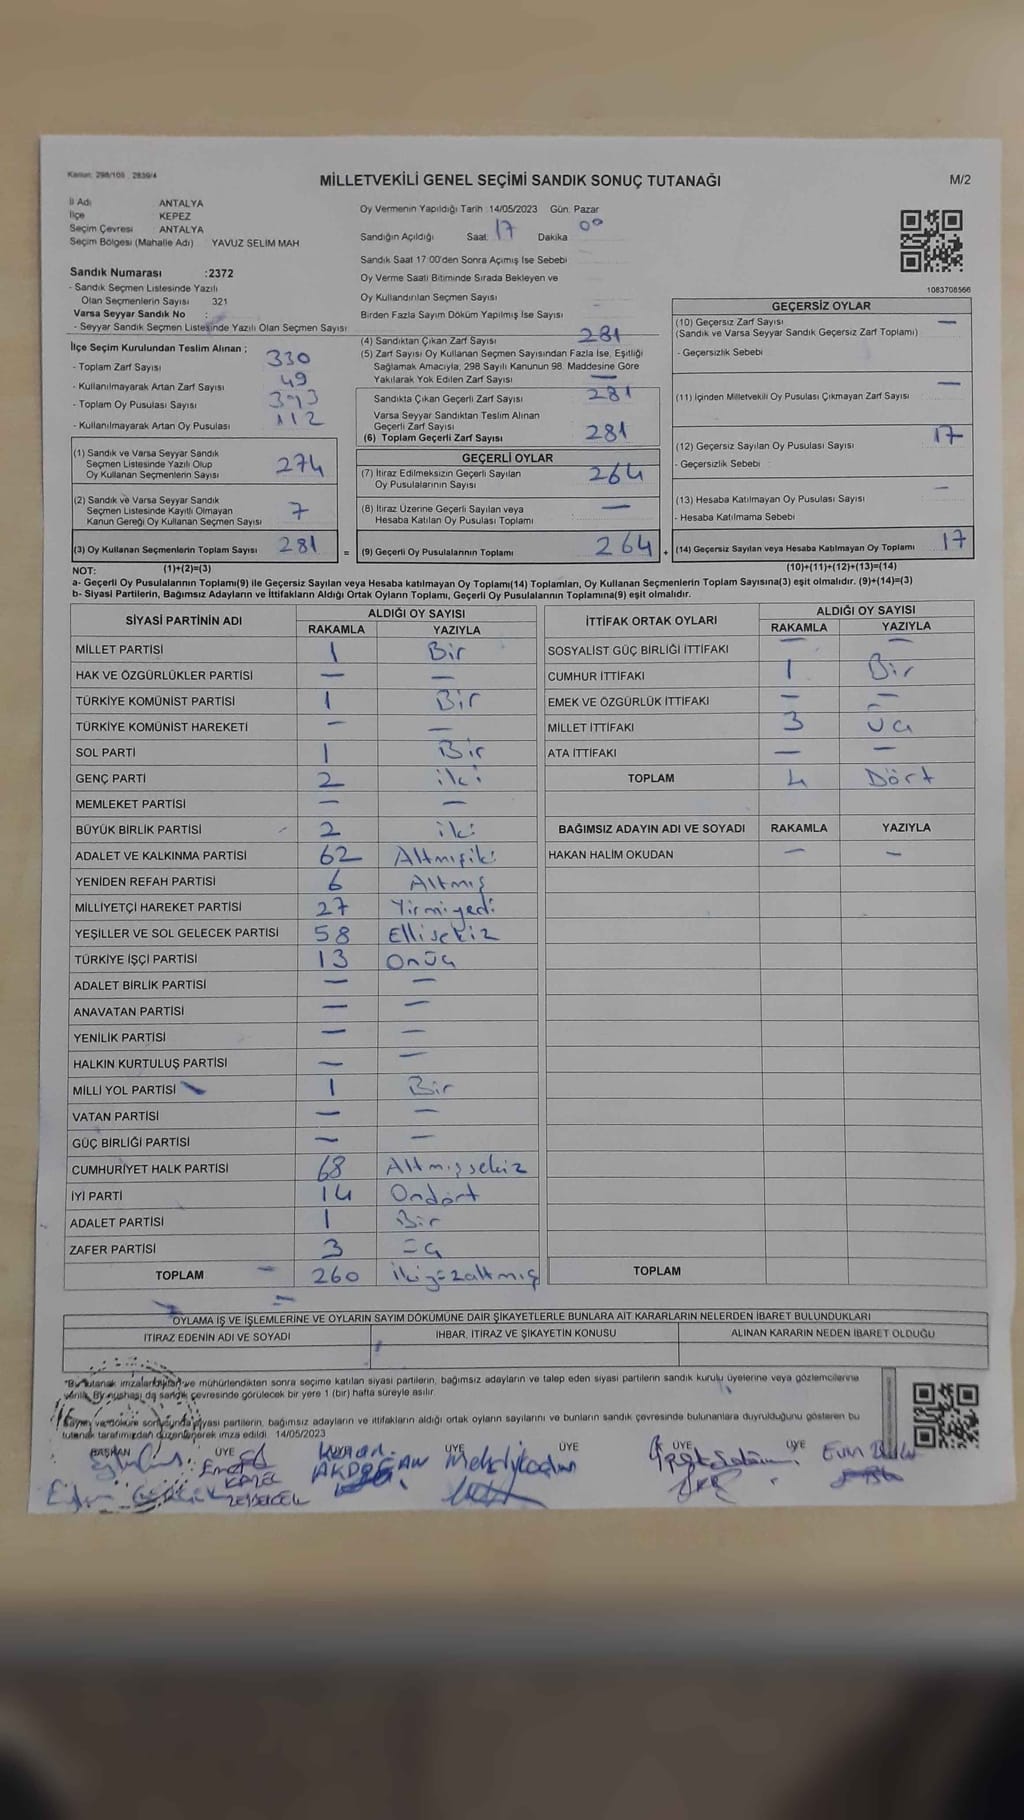 Kanun: 298/105 2839/4
MİLLETVEKİLİ GENEL SEÇİMİ SANDIK SONUÇ TUTANAĞI
M/2
İl Adı ANTALYA
İlçe KEPEZ
Seçim Çevresi ANTALYA
Seçim Bölgesi (Mahalle Adı) YAVUZ SELİM MAH
Sandık Numarası :2372
- Sandık Seçmen Listesinde Yazılı
Olan Seçmenlerin Sayısı 321
Varsa Seyyar Sandık No :
- Seyyar Sandık Seçmen Listesinde Yazılı Olan Seçmen Sayısı
Oy Vermenin Yapıldığı Tarih :14/05/2023 Gün: Pazar
Sandığın Açıldığı Saat: 17 Dakika 00
Sandık Saat 17:00'den Sonra Açımış İse Sebebi
Oy Verme Saati Bitiminde Sırada Bekleyen ve
Oy Kullandırılan Seçmen Sayısı –
Birden Fazla Sayım Döküm Yapılmış İse Sayısı
1083708566
İlçe Seçim Kurulundan Teslim Alınan ;
- Toplam Zarf Sayısı 330
- Kullanılmayarak Artan Zarf Sayısı 49
- Toplam Oy Pusulası Sayısı 393
- Kullanılmayarak Artan Oy Pusulası 112
(1) Sandık ve Varsa Seyyar Sandık
Seçmen Listesinde Yazılı Olup
Oy Kullanan Seçmenlerin Sayısı 274
(2) Sandık ve Varsa Seyyar Sandık
Seçmen Listesinde Kayıtlı Olmayan
Kanun Gereği Oy Kullanan Seçmen Sayısı 7
(3) Oy Kullanan Seçmenlerin Toplam Sayısı 281 =
(4) Sandıktan Çıkan Zarf Sayısı 281
(5) Zarf Sayısı Oy Kullanan Seçmen Sayısından Fazla İse, Eşitliği
Sağlamak Amacıyla, 298 Sayılı Kanunun 98. Maddesine Göre
Yakılarak Yok Edilen Zarf Sayısı —
Sandıkta Çıkan Geçerli Zarf Sayısı 281
Varsa Seyyar Sandıktan Teslim Alınan
Geçerli Zarf Sayısı
(6) Toplam Geçerli Zarf Sayısı 281
GEÇERLİ OYLAR
(7) İtiraz Edilmeksizin Geçerli Sayılan
Oy Pusulalarının Sayısı 264
(8) İtiraz Üzerine Geçerli Sayılan veya
Hesaba Katılan Oy Pusulası Toplamı —
(9) Geçerli Oy Pusulalarının Toplamı 264 +
GEÇERSİZ OYLAR
(10) Geçersiz Zarf Sayısı —
(Sandık ve Varsa Seyyar Sandık Geçersiz Zarf Toplamı)
- Geçersizlik Sebebi
(11) İçinden Milletvekili Oy Pusulası Çıkmayan Zarf Sayısı —
(12) Geçersiz Sayılan Oy Pusulası Sayısı 17
- Geçersizlik Sebebi :
(13) Hesaba Katılmayan Oy Pusulası Sayısı —
- Hesaba Katılmama Sebebi
(14) Geçersiz Sayılan veya Hesaba Katılmayan Oy Toplamı 17
NOT: (1)+(2)=(3) (10)+(11)+(12)+(13)=(14)
a- Geçerli Oy Pusulalarının Toplamı(9) ile Geçersiz Sayılan veya Hesaba katılmayan Oy Toplamı(14) Toplamları, Oy Kullanan Seçmenlerin Toplam Sayısına(3) eşit olmalıdır. (9)+(14)=(3)
b- Siyasi Partilerin, Bağımsız Adayların ve İttifakların Aldığı Ortak Oyların Toplamı, Geçerli Oy Pusulalarının Toplamına(9) eşit olmalıdır.
SİYASİ PARTİNİN ADI ALDIĞI OY SAYISI
RAKAMLA YAZIYLA
MİLLET PARTİSİ 1 Bir
HAK VE ÖZGÜRLÜKLER PARTİSİ — —
TÜRKİYE KOMÜNİST PARTİSİ 1 Bir
TÜRKİYE KOMÜNİST HAREKETİ — —
SOL PARTİ 1 Bir
GENÇ PARTİ 2 iki
MEMLEKET PARTİSİ — —
BÜYÜK BİRLİK PARTİSİ 2 iki
ADALET VE KALKINMA PARTİSİ 62 Altmışiki
YENİDEN REFAH PARTİSİ 6 Altmış
MİLLİYETÇİ HAREKET PARTİSİ 27 Yirmiyedi
YEŞİLLER VE SOL GELECEK PARTİSİ 58 Ellisekiz
TÜRKİYE İŞÇİ PARTİSİ 13 Onüç
ADALET BİRLİK PARTİSİ — —
ANAVATAN PARTİSİ — —
YENİLİK PARTİSİ — —
HALKIN KURTULUŞ PARTİSİ — —
MİLLİ YOL PARTİSİ 1 Bir
VATAN PARTİSİ — —
GÜÇ BİRLİĞİ PARTİSİ — —
CUMHURİYET HALK PARTİSİ 68 Altmışsekiz
İYİ PARTİ 14 Ondört
ADALET PARTİSİ 1 Bir
ZAFER PARTİSİ 3 üç
TOPLAM 260 ikiyüzaltmış
İTTİFAK ORTAK OYLARI ALDIĞI OY SAYISI
RAKAMLA YAZIYLA
SOSYALİST GÜÇ BİRLİĞİ İTTİFAKI — —
CUMHUR İTTİFAKI 1 Bir
EMEK VE ÖZGÜRLÜK İTTİFAKI — —
MİLLET İTTİFAKI 3 Üç
ATA İTTİFAKI — —
TOPLAM 4 Dört
BAĞIMSIZ ADAYIN ADI VE SOYADI RAKAMLA YAZIYLA
HAKAN HALİM OKUDAN — —
TOPLAM
OYLAMA İŞ VE İŞLEMLERİNE VE OYLARIN SAYIM DÖKÜMÜNE DAİR ŞİKAYETLERLE BUNLARA AİT KARARLARIN NELERDEN İBARET BULUNDUKLARI
İTİRAZ EDENİN ADI VE SOYADI İHBAR, İTİRAZ VE ŞİKAYETİN KONUSU ALINAN KARARIN NEDEN İBARET OLDUĞU
*Bu tutanak imzalandıktan ve mühürlendikten sonra seçime katılan siyasi partilerin, bağımsız adayların ve talep eden siyasi partilerin sandık kurulu üyelerine veya gözlemcilerine
verilir. Bir nüshası da sandık çevresinde görülecek bir yere 1 (bir) hafta süreyle asılır.
Sayım ve döküm sonucunda siyasi partilerin, bağımsız adayların ve ittifakların aldığı ortak oyların sayılarını ve bunların sandık çevresinde bulunanlara duyrulduğunu gösteren bu
tutanak tarafımızdan düzenlenerek imza edildi. 14/05/2023
BAŞKAN ÜYE ÜYE ÜYE ÜYE ÜYE
AKDOĞAN